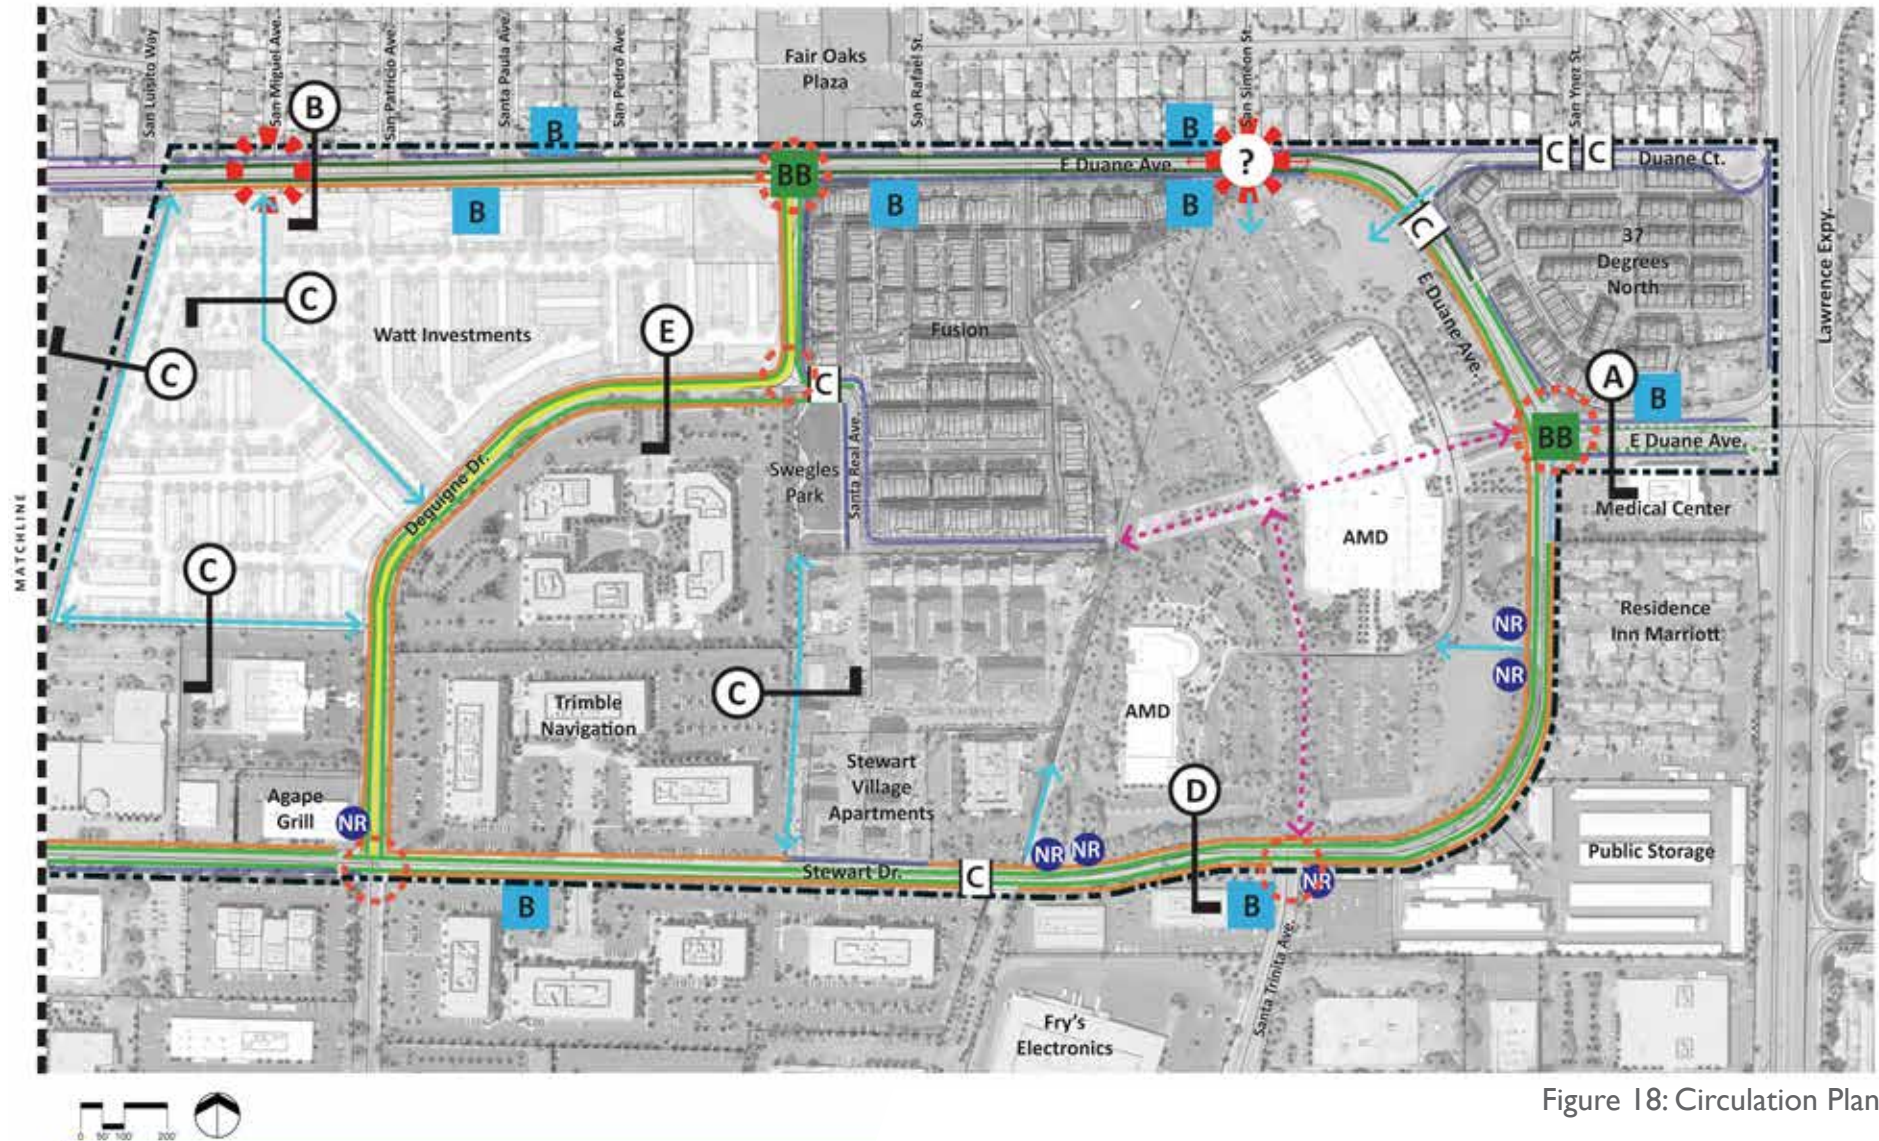 San Luisito Way
San Miguel Ave.
San Patricio Ave.
Santa Paula Ave.
San Pedro Ave.
Fair Oaks
Plaza
San Rafael St.
San Simeon St.
San Ynez St.
B
B
B
?
C
C
Duane Ct.
E Duane Ave.
BB
B
B
B
C
37
Degrees
North
Lawrence Expy.
C
Watt Investments
E
Fusion
E Duane Ave.
C
C
A
B
BB
E Duane Ave.
Dequigne Dr.
Swegles
Park
Santa Real Ave.
Medical Center
AMD
MATCHLINE
C
Residence
Inn Marriott
NR
NR
C
Trimble
Navigation
AMD
Stewart
Village
Apartments
D
Agape
Grill
NR
NR
NR
Public Storage
Stewart Dr.
C
NR
B
B
Santa Trinita Ave.
Fry's
Electronics
Figure 18: Circulation Plan
0 50 100 200